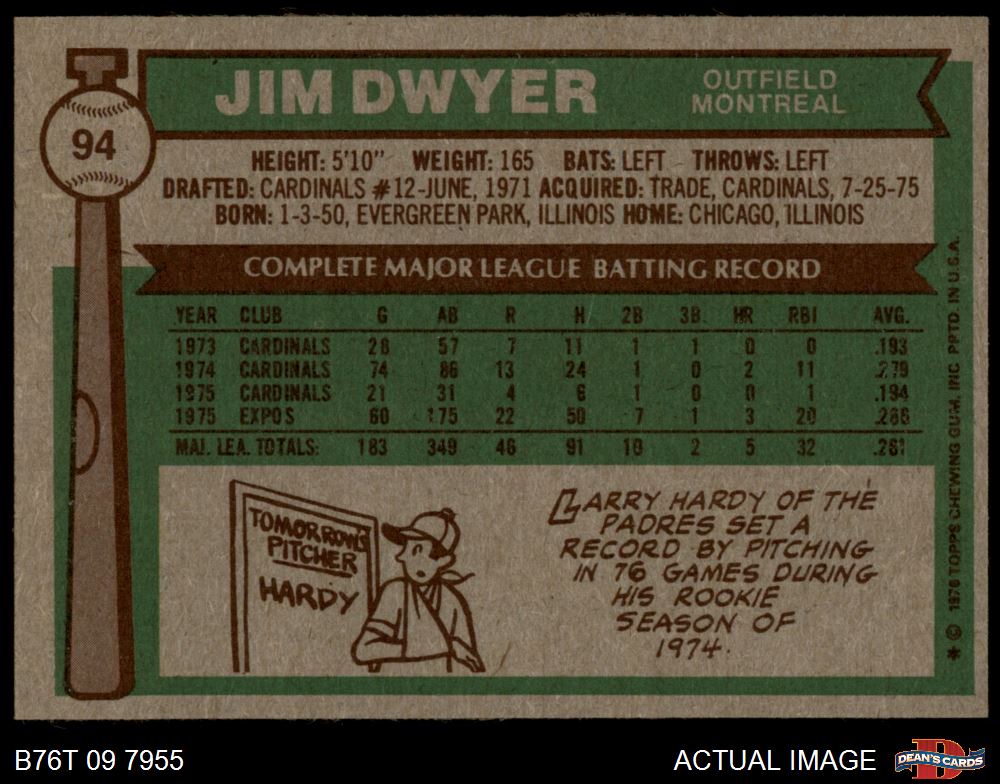 JIM DWYER
OUTFIELD
MONTREAL
94
HEIGHT: 5'10" WEIGHT: 165 BATS: LEFT THROWS: LEFT
DRAFTED: CARDINALS #12-JUNE, 1971 ACQUIRED: TRADE, CARDINALS, 7-25-75
BORN: 1-3-50, EVERGREEN PARK, ILLINOIS HOME: CHICAGO, ILLINOIS
COMPLETE MAJOR LEAGUE BATTING RECORD
YEAR CLUB G AB R H 2B 3B HR RBI AVG.
1973 CARDINALS 28 57 7 11 1 1 0 0 .193
1974 CARDINALS 74 86 13 24 1 0 2 11 .279
1975 CARDINALS 21 31 4 6 1 0 0 1 .194
1975 EXPOS 60 175 22 50 7 1 3 20 .286
MAJ. LEA. TOTALS: 183 349 46 91 10 2 5 32 .261
TOMORROW'S
PITCHER
HARDY
LARRY HARDY OF THE
PADRES SET A
RECORD BY PITCHING
IN 76 GAMES DURING
HIS ROOKIE
SEASON OF
1974.
* © 1976 TOPPS CHEWING GUM, INC PRTD. IN U.S.A.
B76T 09 7955
ACTUAL IMAGE
D
DEAN'S CARDS